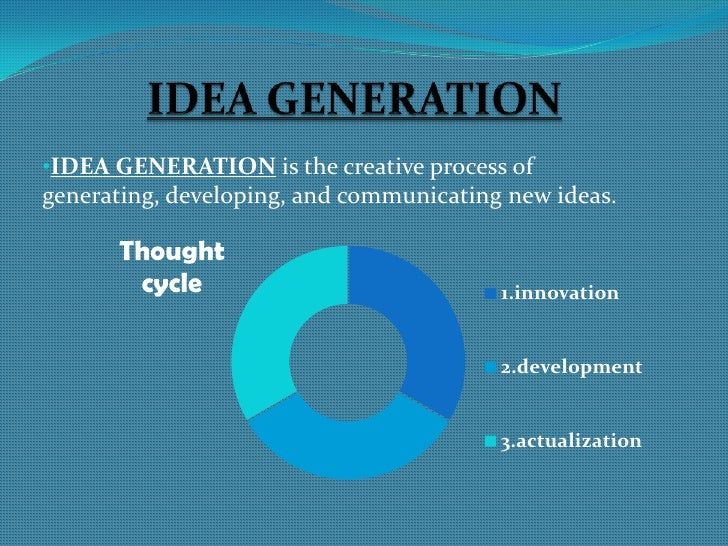 IDEA GENERATION
•IDEA GENERATION is the creative process of
generating, developing, and communicating new ideas.
Thought
cycle
1.innovation
2.development
3.actualization